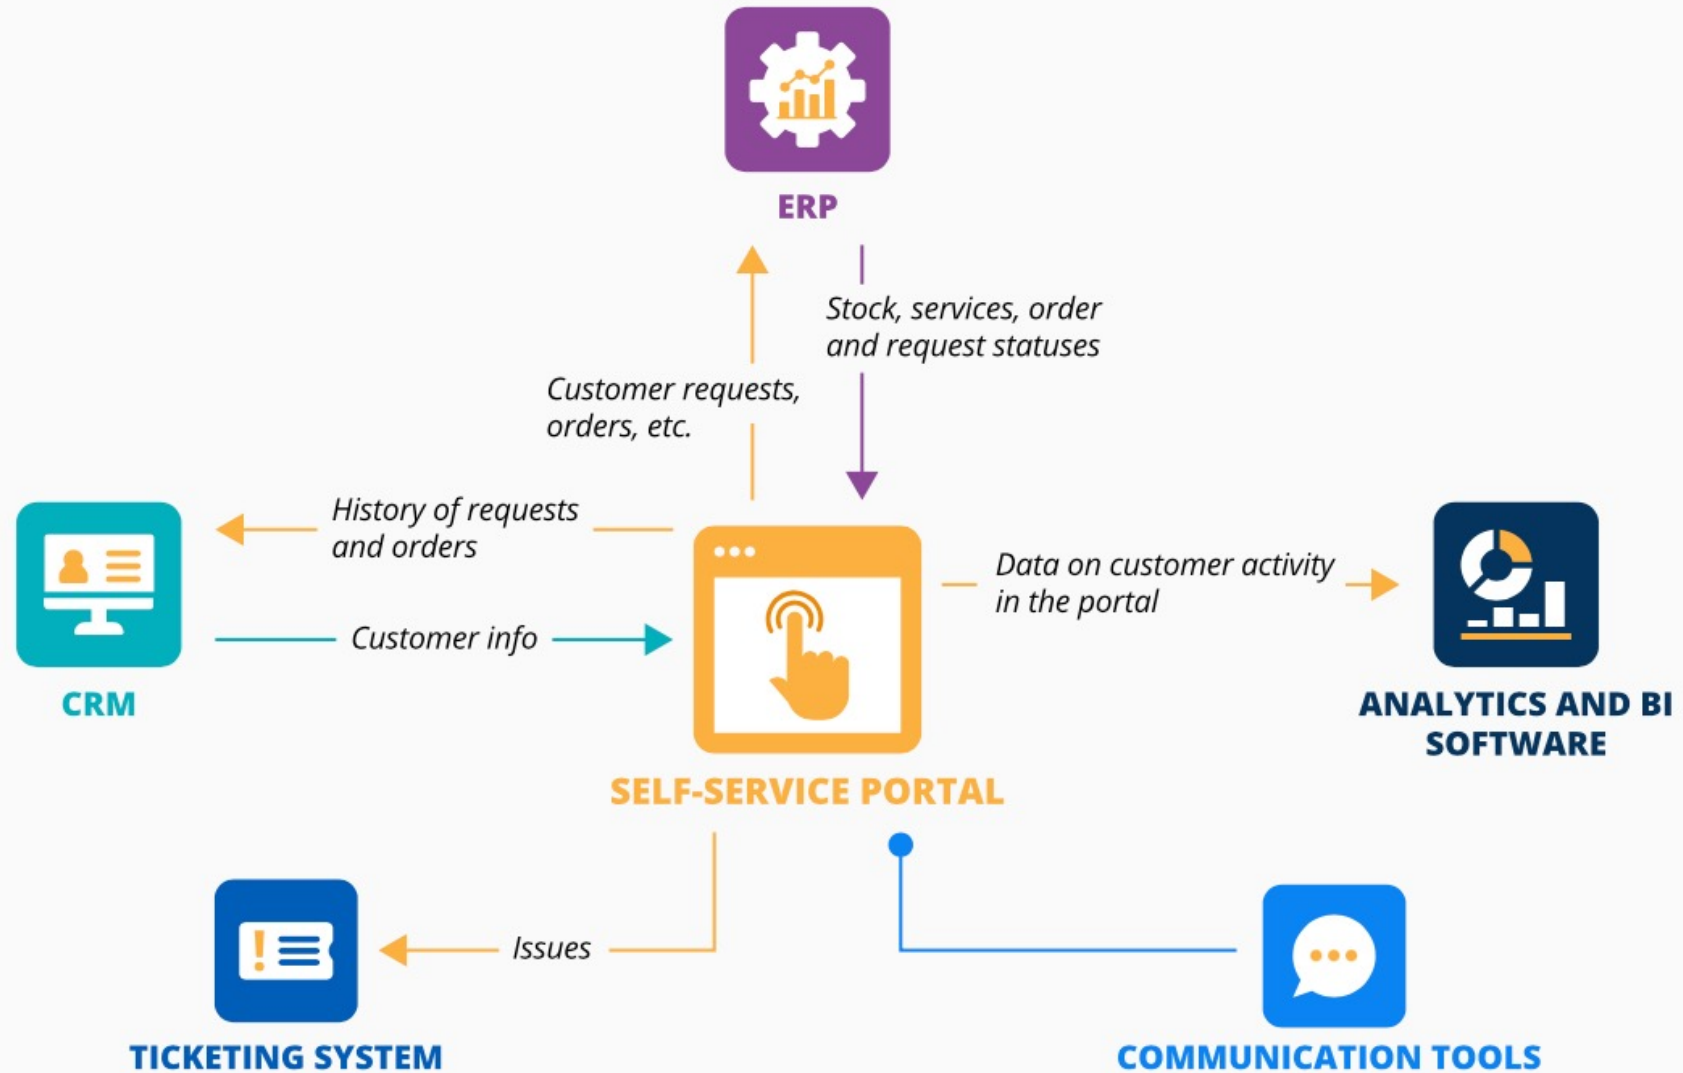 ERP
Stock, services, order
and request statuses
Customer requests,
orders, etc.
History of requests
and orders
Customer info
CRM
Data on customer activity
in the portal
ANALYTICS AND BI
SOFTWARE
SELF-SERVICE PORTAL
Issues
TICKETING SYSTEM
COMMUNICATION TOOLS